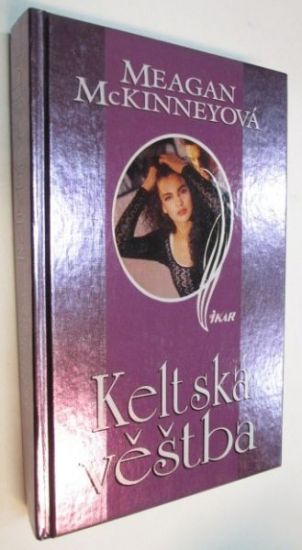 MEAGAN
MCKINNEYOVÁ
IKAR
Keltská
věštba